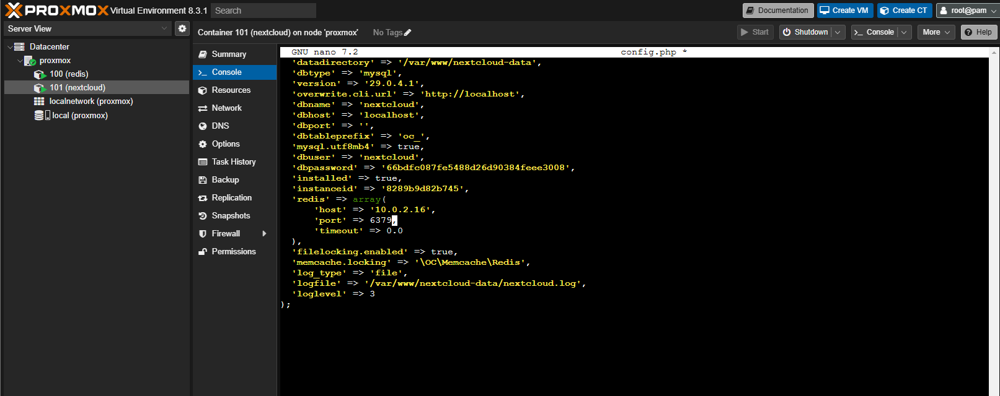 PROXMOX Virtual Environment 8.3.1 Search Documentation Create VM Create CT root@pam
Server View
Container 101 (nextcloud) on node 'proxmox' No Tags Start Shutdown Console More Help
Datacenter
proxmox
100 (redis)
101 (nextcloud)
localnetwork (proxmox)
local (proxmox)
Summary
Console
Resources
Network
DNS
Options
Task History
Backup
Replication
Snapshots
Firewall
Permissions
GNU nano 7.2 config.php *
'datadirectory' => '/var/www/nextcloud-data',
'dbtype' => 'mysql',
'version' => '29.0.4.1',
'overwrite.cli.url' => 'http://localhost',
'dbname' => 'nextcloud',
'dbhost' => 'localhost',
'dbport' => '',
'dbtableprefix' => 'oc_',
'mysql.utf8mb4' => true,
'dbuser' => 'nextcloud',
'dbpassword' => '66bdfc087fe5488d26d90384feee3008',
'installed' => true,
'instanceid' => '8289b9d82b745',
'redis' => array(
'host' => '10.0.2.16',
'port' => 6379,
'timeout' => 0.0
),
'filelocking.enabled' => true,
'memcache.locking' => '\OC\Memcache\Redis',
'log_type' => 'file',
'logfile' => '/var/www/nextcloud-data/nextcloud.log',
'loglevel' => 3
);